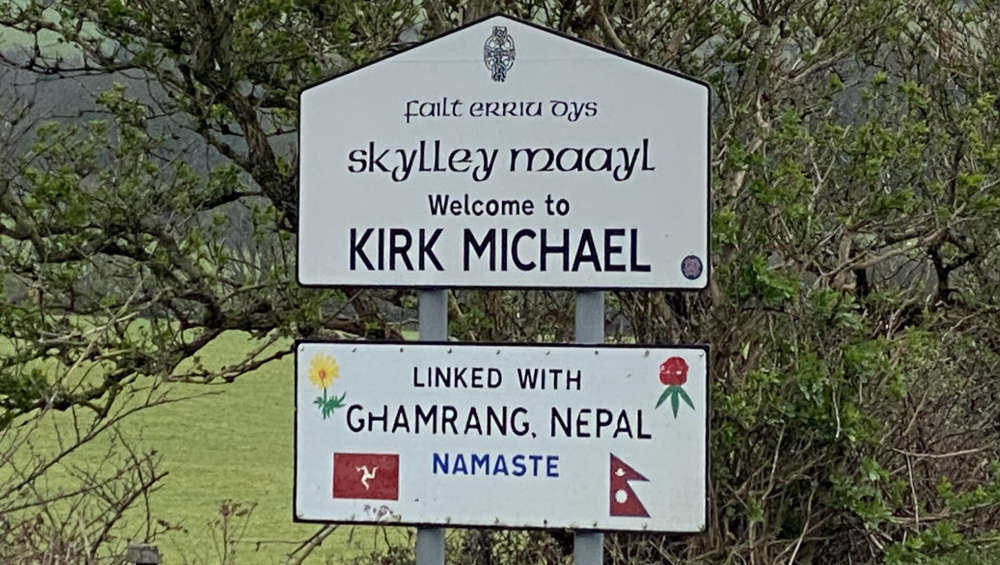 Failt erriu dys
Skylley Maayl
Welcome to
KIRK MICHAEL
LINKED WITH
GHAMRANG, NEPAL
NAMASTE